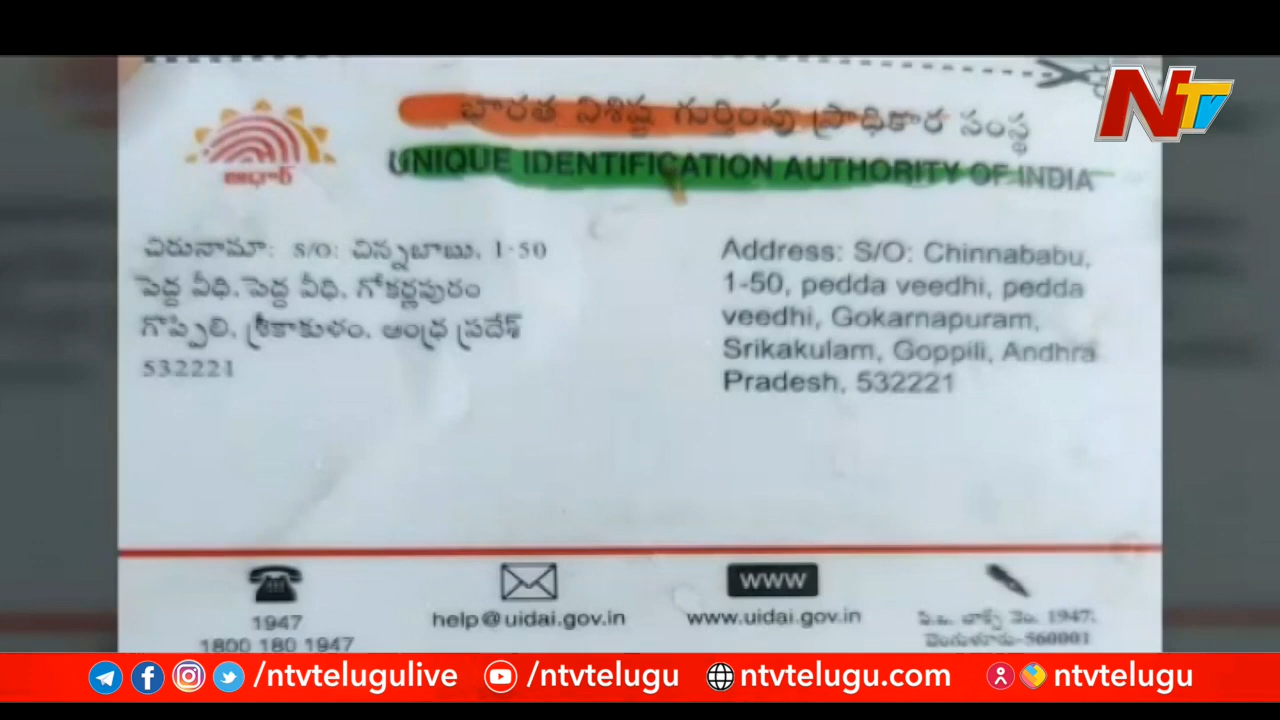 NTV
భారత విశిష్ట గుర్తింపు ప్రాధికార సంస్థ
UNIQUE IDENTIFICATION AUTHORITY OF INDIA
ఆధార్
చిరునామా: S/O: చిన్నబాబు, 1-50
పెద్ద వీధి, పెద్ద వీధి, గోకర్ణపురం
గొప్పిలి, శ్రీకాకుళం, ఆంధ్ర ప్రదేశ్
532221
Address: S/O: Chinnababu,
1-50, pedda veedhi, pedda
veedhi, Gokarnapuram,
Srikakulam, Goppili, Andhra
Pradesh, 532221
1947
1800 180 1947
help@uidai.gov.in
WWW
www.uidai.gov.in
పి.ఒ. బాక్స్ నెం. 1947,
బెంగుళూరు-560001
/ntvtelugulive
/ntvtelugu
ntvtelugu.com
ntvtelugu